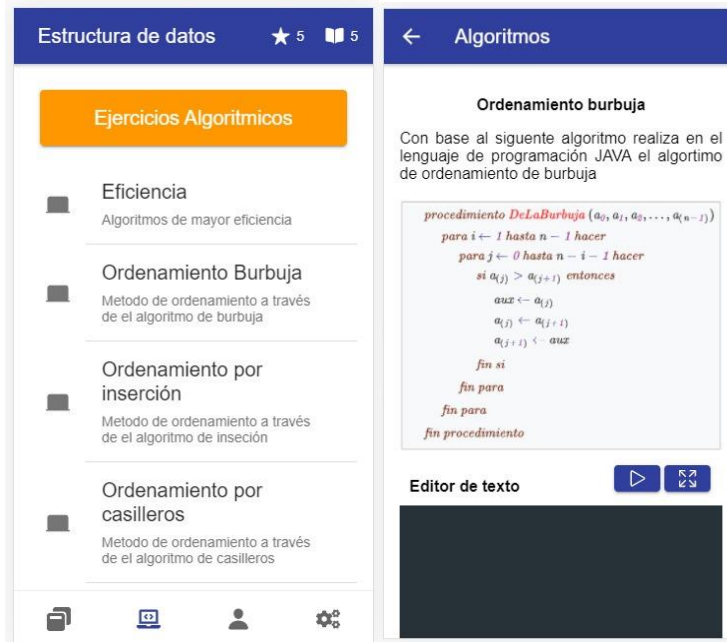 Estructura de datos
5
5
Ejercicios Algoritmicos
Eficiencia
Algoritmos de mayor eficiencia
Ordenamiento Burbuja
Metodo de ordenamiento a través
de el algoritmo de burbuja
Ordenamiento por
inserción
Metodo de ordenamiento a través
de el algoritmo de inseción
Ordenamiento por
casilleros
Metodo de ordenamiento a través
de el algoritmo de casilleros
Algoritmos
Ordenamiento burbuja
Con base al siguente algoritmo realiza en el
lenguaje de programación JAVA el algortimo
de ordenamiento de burbuja
procedimiento DeLaBurbuja (a₀, a₁, a₂, . . . , a₍ₙ₋₁₎)
para i ← 1 hasta n − 1 hacer
para j ← 0 hasta n − i − 1 hacer
si a₍ⱼ₎ > a₍ⱼ₊₁₎ entonces
aux ← a₍ⱼ₎
a₍ⱼ₎ ← a₍ⱼ₊₁₎
a₍ⱼ₊₁₎ ← aux
fin si
fin para
fin para
fin procedimiento
Editor de texto